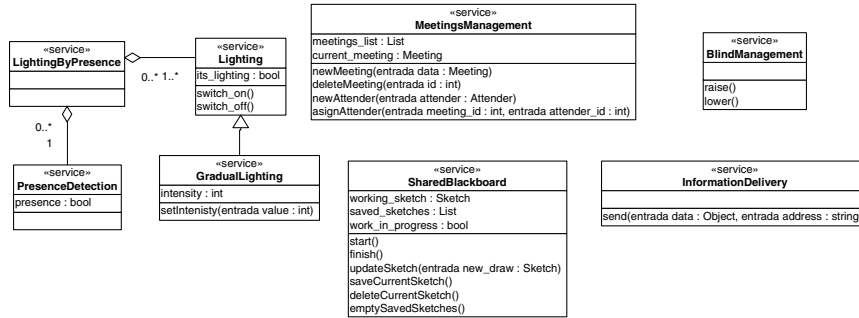 «service»
LightingByPresence
0..* 1..*
«service»
Lighting
its_lighting : bool
switch_on()
switch_off()
0..*
1
«service»
PresenceDetection
presence : bool
«service»
GradualLighting
intensity : int
setIntenisty(entrada value : int)
«service»
MeetingsManagement
meetings_list : List
current_meeting : Meeting
newMeeting(entrada data : Meeting)
deleteMeeting(entrada id : int)
newAttender(entrada attender : Attender)
asignAttender(entrada meeting_id : int, entrada attender_id : int)
«service»
BlindManagement
raise()
lower()
«service»
SharedBlackboard
working_sketch : Sketch
saved_sketches : List
work_in_progress : bool
start()
finish()
updateSketch(entrada new_draw : Sketch)
saveCurrentSketch()
deleteCurrentSketch()
emptySavedSketches()
«service»
InformationDelivery
send(entrada data : Object, entrada address : string)